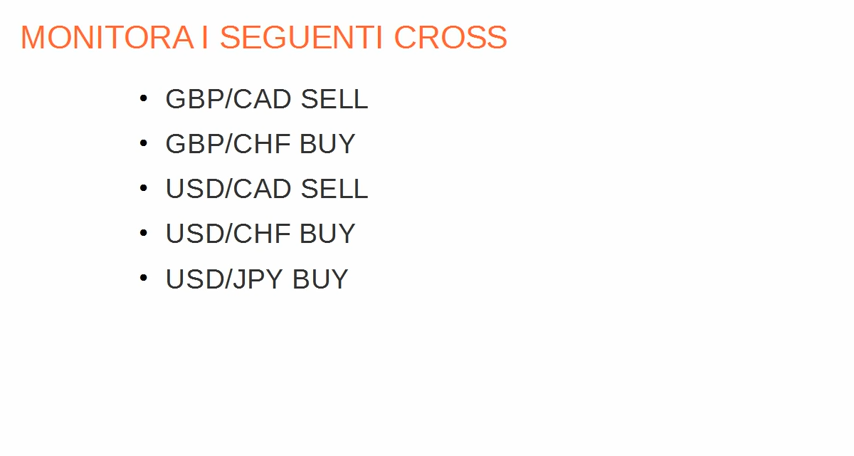 MONITORA I SEGUENTI CROSS
• GBP/CAD SELL
• GBP/CHF BUY
• USD/CAD SELL
• USD/CHF BUY
• USD/JPY BUY